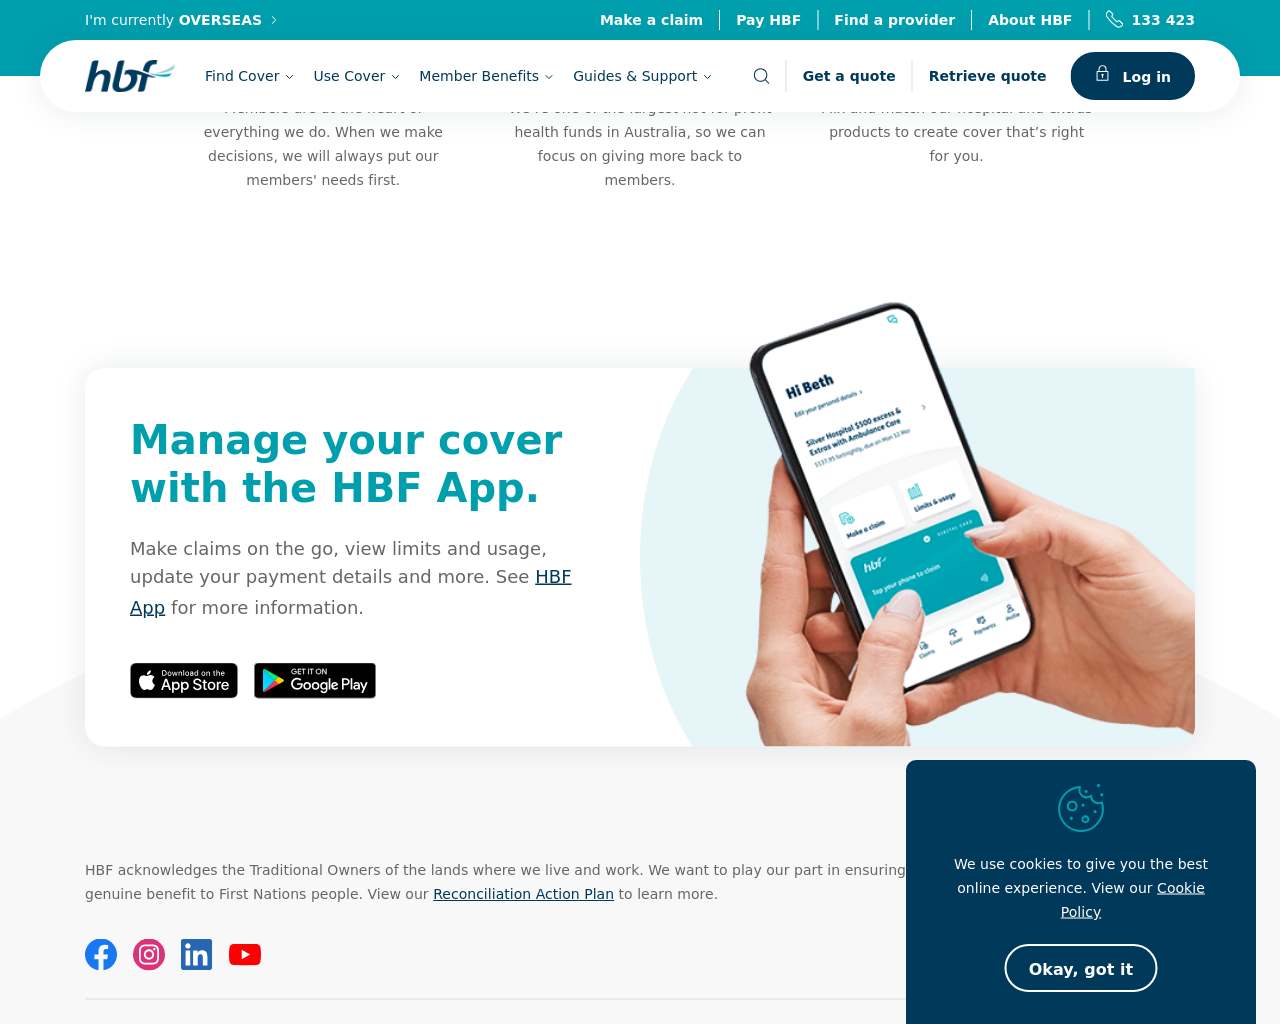 I'm currently OVERSEAS
Make a claim
Pay HBF
Find a provider
About HBF
133 423
hbf
Find Cover
Use Cover
Member Benefits
Guides & Support
Get a quote
Retrieve quote
Log in
everything we do. When we make
decisions, we will always put our
members' needs first.
health funds in Australia, so we can
focus on giving more back to
members.
products to create cover that’s right
for you.
Manage your cover
with the HBF App.
Make claims on the go, view limits and usage,
update your payment details and more. See HBF
App for more information.
Download on the
App Store
GET IT ON
Google Play
Hi Beth
Edit your personal details
Silver Hospital $500 excess &
Extras with Ambulance Care
$137.95 fortnightly, due on Mon 12 Mar
Make a claim
Limits & usage
hbf
DIGITAL CARD
Tap your phone to claim
Claims
Cover
Payments
Profile
HBF acknowledges the Traditional Owners of the lands where we live and work. We want to play our part in ensuring
genuine benefit to First Nations people. View our Reconciliation Action Plan to learn more.
We use cookies to give you the best
online experience. View our Cookie
Policy
Okay, got it